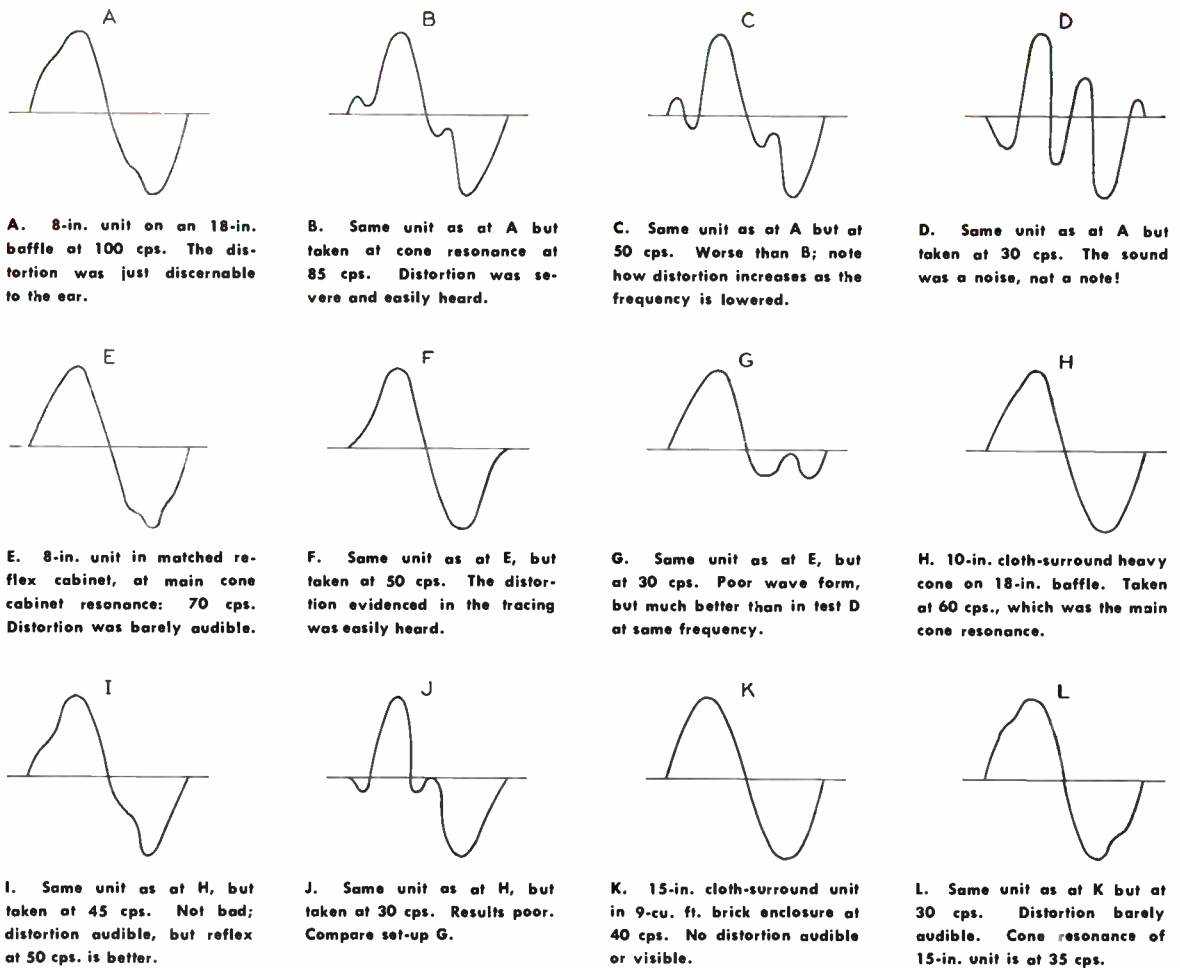 A
B
C
D
A. 8-in. unit on an 18-in.
baffle at 100 cps. The dis-
tortion was just discernable
to the ear.
B. Same unit as at A but
taken at cone resonance at
85 cps. Distortion was se-
vere and easily heard.
C. Same unit as at A but at
50 cps. Worse than B; note
how distortion increases as the
frequency is lowered.
D. Same unit as at A but
taken at 30 cps. The sound
was a noise, not a note!
E
F
G
H
E. 8-in. unit in matched re-
flex cabinet, at main cone
cabinet resonance: 70 cps.
Distortion was barely audible.
F. Same unit as at E, but
taken at 50 cps. The distor-
tion evidenced in the tracing
was easily heard.
G. Same unit as at E, but
at 30 cps. Poor wave form,
but much better than in test D
at same frequency.
H. 10-in. cloth-surround heavy
cone on 18-in. baffle. Taken
at 60 cps., which was the main
cone resonance.
I
J
K
L
I. Same unit as at H, but
taken at 45 cps. Not bad;
distortion audible, but reflex
at 50 cps. is better.
J. Same unit as at H, but
taken at 30 cps. Results poor.
Compare set-up G.
K. 15-in. cloth-surround unit
in 9-cu. ft. brick enclosure at
40 cps. No distortion audible
or visible.
L. Same unit as at K but at
30 cps. Distortion barely
audible. Cone resonance of
15-in. unit is at 35 cps.